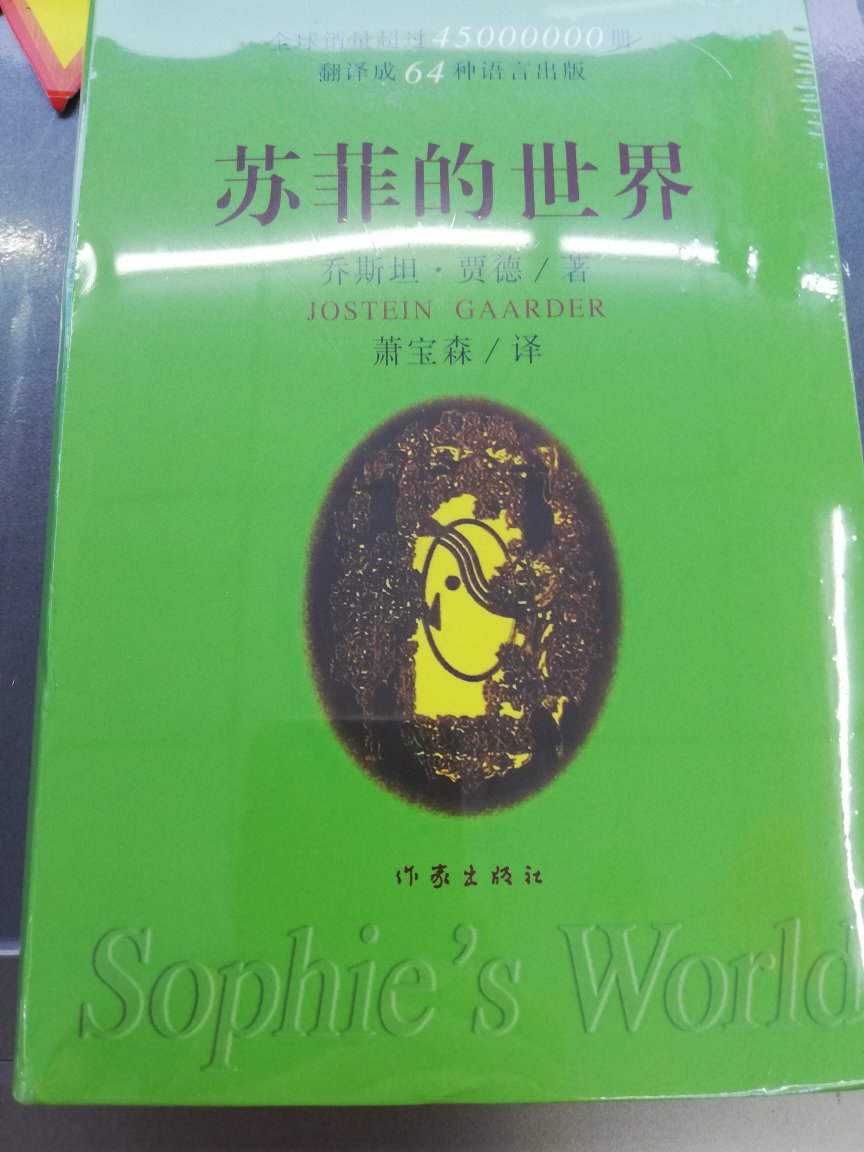 全球销量超过45000000册
翻译成64种语言出版
苏菲的世界
乔斯坦·贾德/著
JOSTEIN GAARDER
萧宝森/译
作家出版社
Sophie's World